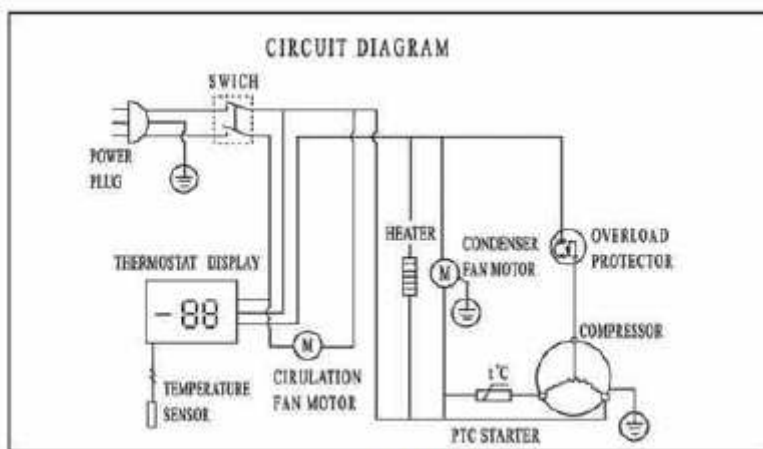 CIRCUIT DIAGRAM
SWICH
POWER
PLUG
THERMOSTAT DISPLAY
-88
TEMPERATURE
SENSOR
M
CIRULATION
FAN MOTOR
HEATER
CONDENSER
FAN MOTOR
M
OVERLOAD
PROTECTOR
COMPRESSOR
t°C
PTC STARTER